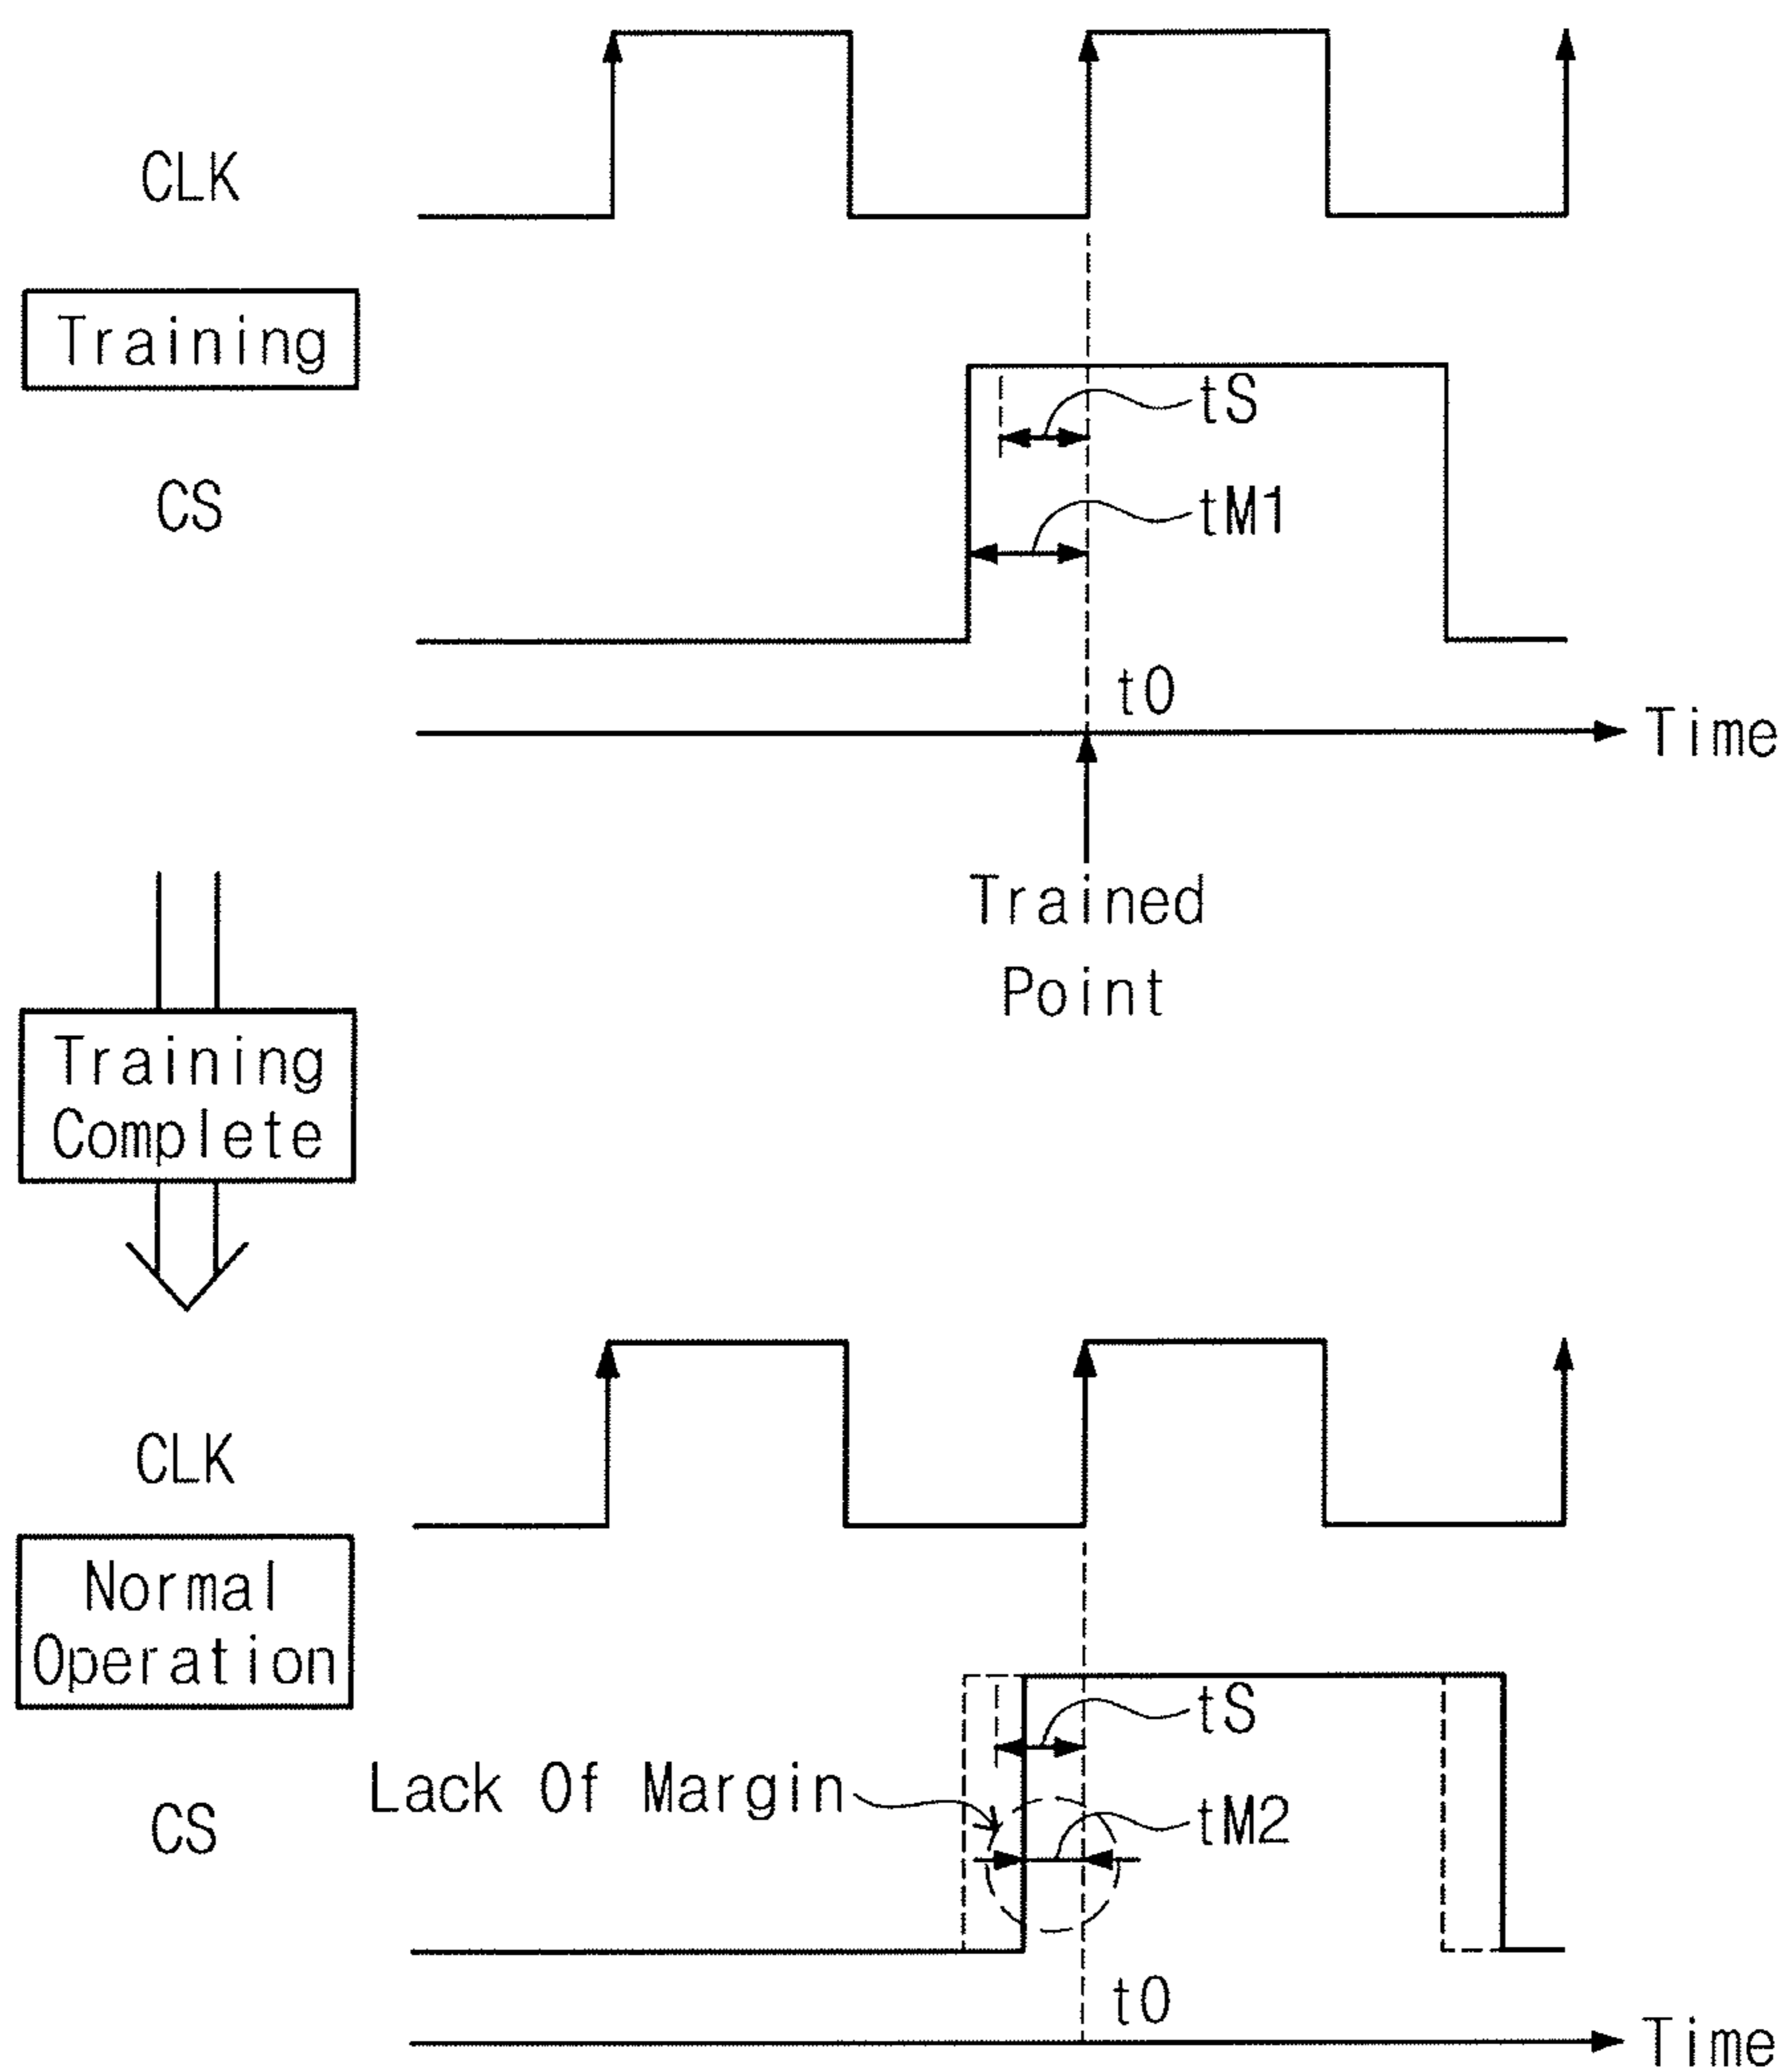 CLK
Training
tS
CS
tM1
t0
Time
Trained
Point
Training
Complete
CLK
Normal
Operation
tS
Lack Of Margin
tM2
CS
t0
Time